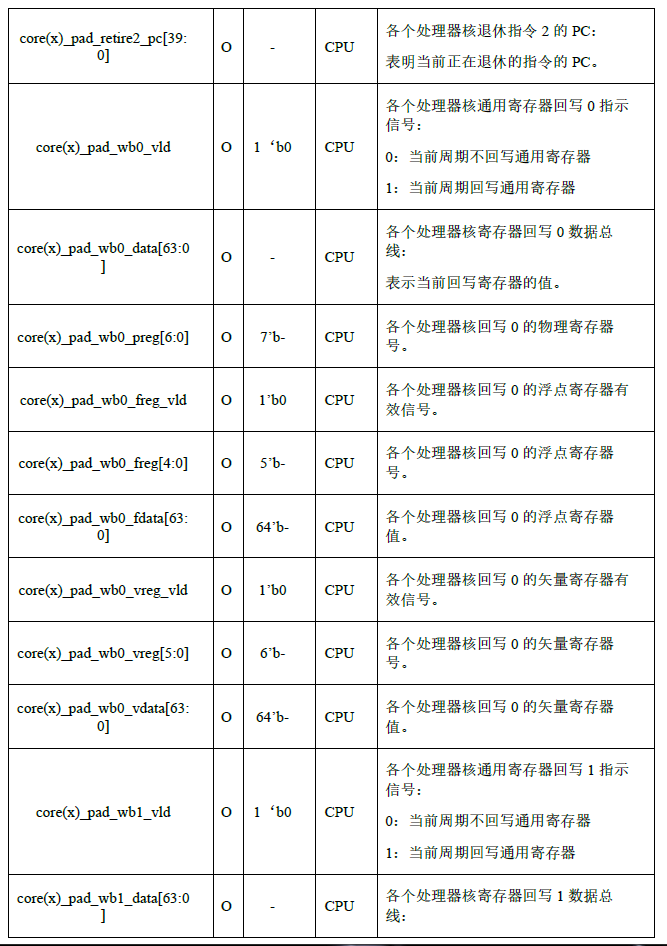 core(x)_pad_retire2_pc[39:
0]
O
-
CPU
各个处理器核退休指令 2 的 PC：
表明当前正在退休的指令的 PC。
core(x)_pad_wb0_vld
O
1‘b0
CPU
各个处理器核通用寄存器回写 0 指示
信号：
0：当前周期不回写通用寄存器
1：当前周期回写通用寄存器
core(x)_pad_wb0_data[63:0
]
O
-
CPU
各个处理器核寄存器回写 0 数据总
线：
表示当前回写寄存器的值。
core(x)_pad_wb0_preg[6:0]
O
7’b-
CPU
各个处理器核回写 0 的物理寄存器
号。
core(x)_pad_wb0_freg_vld
O
1’b0
CPU
各个处理器核回写 0 的浮点寄存器有
效信号。
core(x)_pad_wb0_freg[4:0]
O
5’b-
CPU
各个处理器核回写 0 的浮点寄存器
号。
core(x)_pad_wb0_fdata[63:
0]
O
64’b-
CPU
各个处理器核回写 0 的浮点寄存器
值。
core(x)_pad_wb0_vreg_vld
O
1’b0
CPU
各个处理器核回写 0 的矢量寄存器有
效信号。
core(x)_pad_wb0_vreg[5:0]
O
6’b-
CPU
各个处理器核回写 0 的矢量寄存器
号。
core(x)_pad_wb0_vdata[63:
0]
O
64’b-
CPU
各个处理器核回写 0 的矢量寄存器
值。
core(x)_pad_wb1_vld
O
1‘b0
CPU
各个处理器核通用寄存器回写 1 指示
信号：
0：当前周期不回写通用寄存器
1：当前周期回写通用寄存器
core(x)_pad_wb1_data[63:0
]
O
-
CPU
各个处理器核寄存器回写 1 数据总
线：